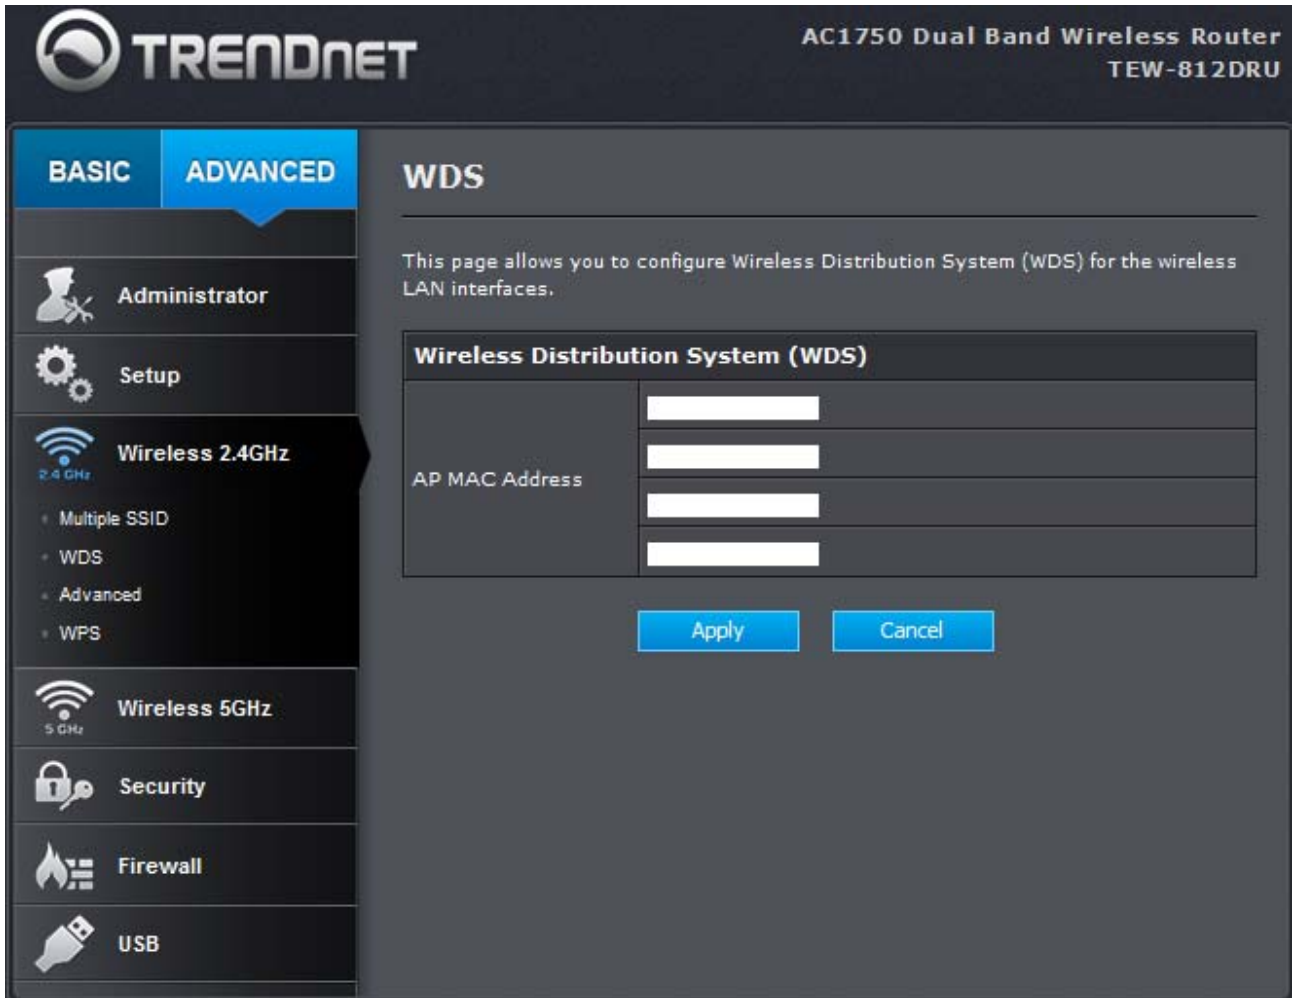 TRENDNET
AC1750 Dual Band Wireless Router
TEW-812DRU
BASIC
ADVANCED
Administrator
Setup
2.4 GHz
Wireless 2.4GHz
Multiple SSID
WDS
Advanced
WPS
5 GHz
Wireless 5GHz
Security
Firewall
USB
WDS
This page allows you to configure Wireless Distribution System (WDS) for the wireless
LAN interfaces.
Wireless Distribution System (WDS)
AP MAC Address
Apply
Cancel